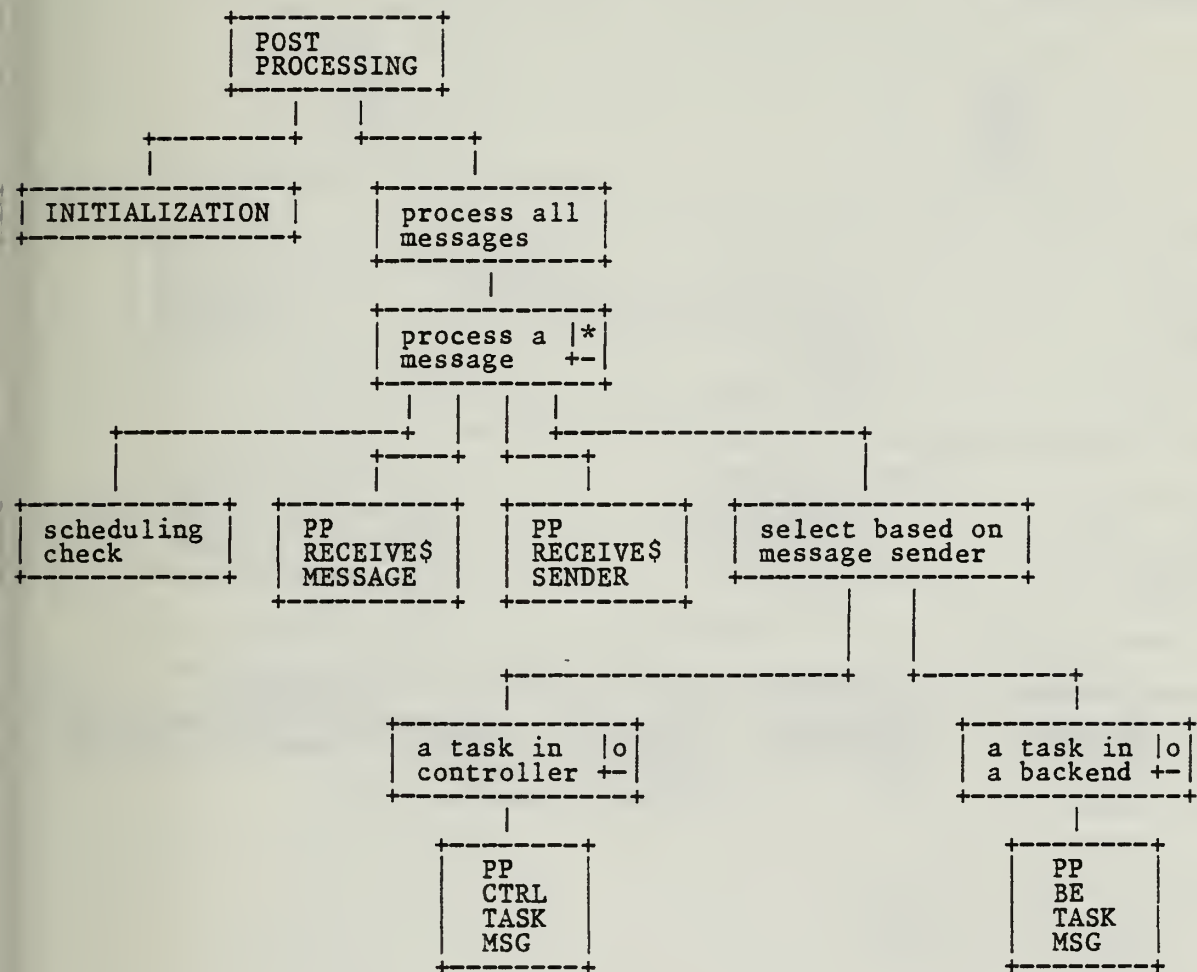 POST
PROCESSING
INITIALIZATION
process all
messages
process a *
message
scheduling
check
PP
RECEIVE$
MESSAGE
PP
RECEIVE$
SENDER
select based on
message sender
a task in o
controller
a task in o
a backend
PP
CTRL
TASK
MSG
PP
BE
TASK
MSG